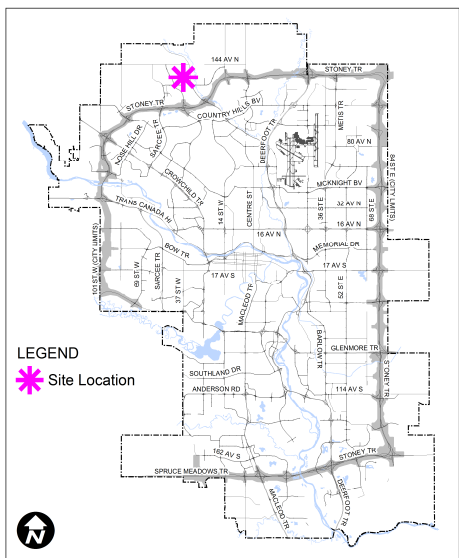 144 AV N
STONEY TR
STONEY TR
COUNTRY HILLS BV
NOSE HILL DR
SARCEE TR
DEERFOOT TR
METIS TR
80 AV N
84 ST E (CITY LIMITS)
CROWCHILD TR
MCKNIGHT BV
TRANS CANADA HI
14 ST W
CENTRE ST
36 ST E
32 AV N
68 ST E
16 AV N
16 AV N
101 ST. W. (CITY LIMITS)
BOW TR
MEMORIAL DR
69 ST W
SARCEE TR
37 ST W
17 AV S
17 AV S
52 ST E
MACLEOD TR
BARLOW TR
LEGEND
GLENMORE TR
Site Location
SOUTHLAND DR
STONEY TR
ANDERSON RD
114 AV S
162 AV S
STONEY TR
SPRUCE MEADOWS TR
MACLEOD TR
DEERFOOT TR
N